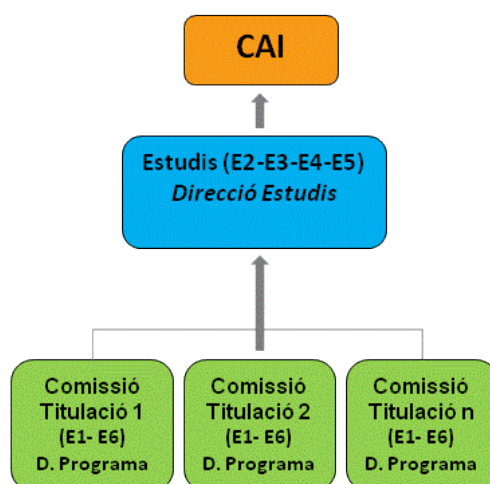 CAI
Estudis (E2-E3-E4-E5)
Direcció Estudis
Comissió
Titulació 1
(E1- E6)
D. Programa
Comissió
Titulació 2
(E1- E6)
D. Programa
Comissió
Titulació n
(E1- E6)
D. Programa